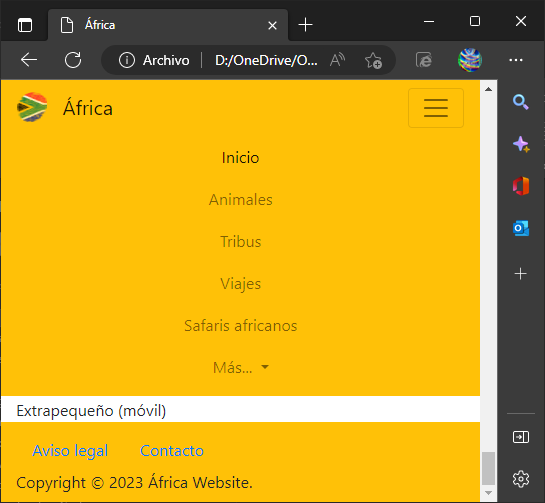 África
Archivo D:/OneDrive/O...
África
Inicio
Animales
Tribus
Viajes
Safaris africanos
Más...
Extrapequeño (móvil)
Aviso legal Contacto
Copyright © 2023 África Website.